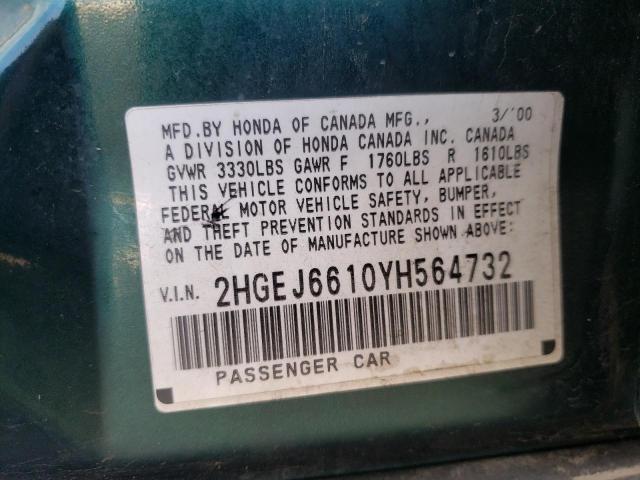 MFD.BY HONDA OF CANADA MFG., 3/'00
A DIVISION OF HONDA CANADA INC. CANADA
GVWR 3330LBS GAWR F 1760LBS R 1610LBS
THIS VEHICLE CONFORMS TO ALL APPLICABLE
FEDERAL MOTOR VEHICLE SAFETY, BUMPER,
AND THEFT PREVENTION STANDARDS IN EFFECT
ON THE DATE OF MANUFACTURE SHOWN ABOVE:
V.I.N. 2HGEJ6610YH564732
PASSENGER CAR